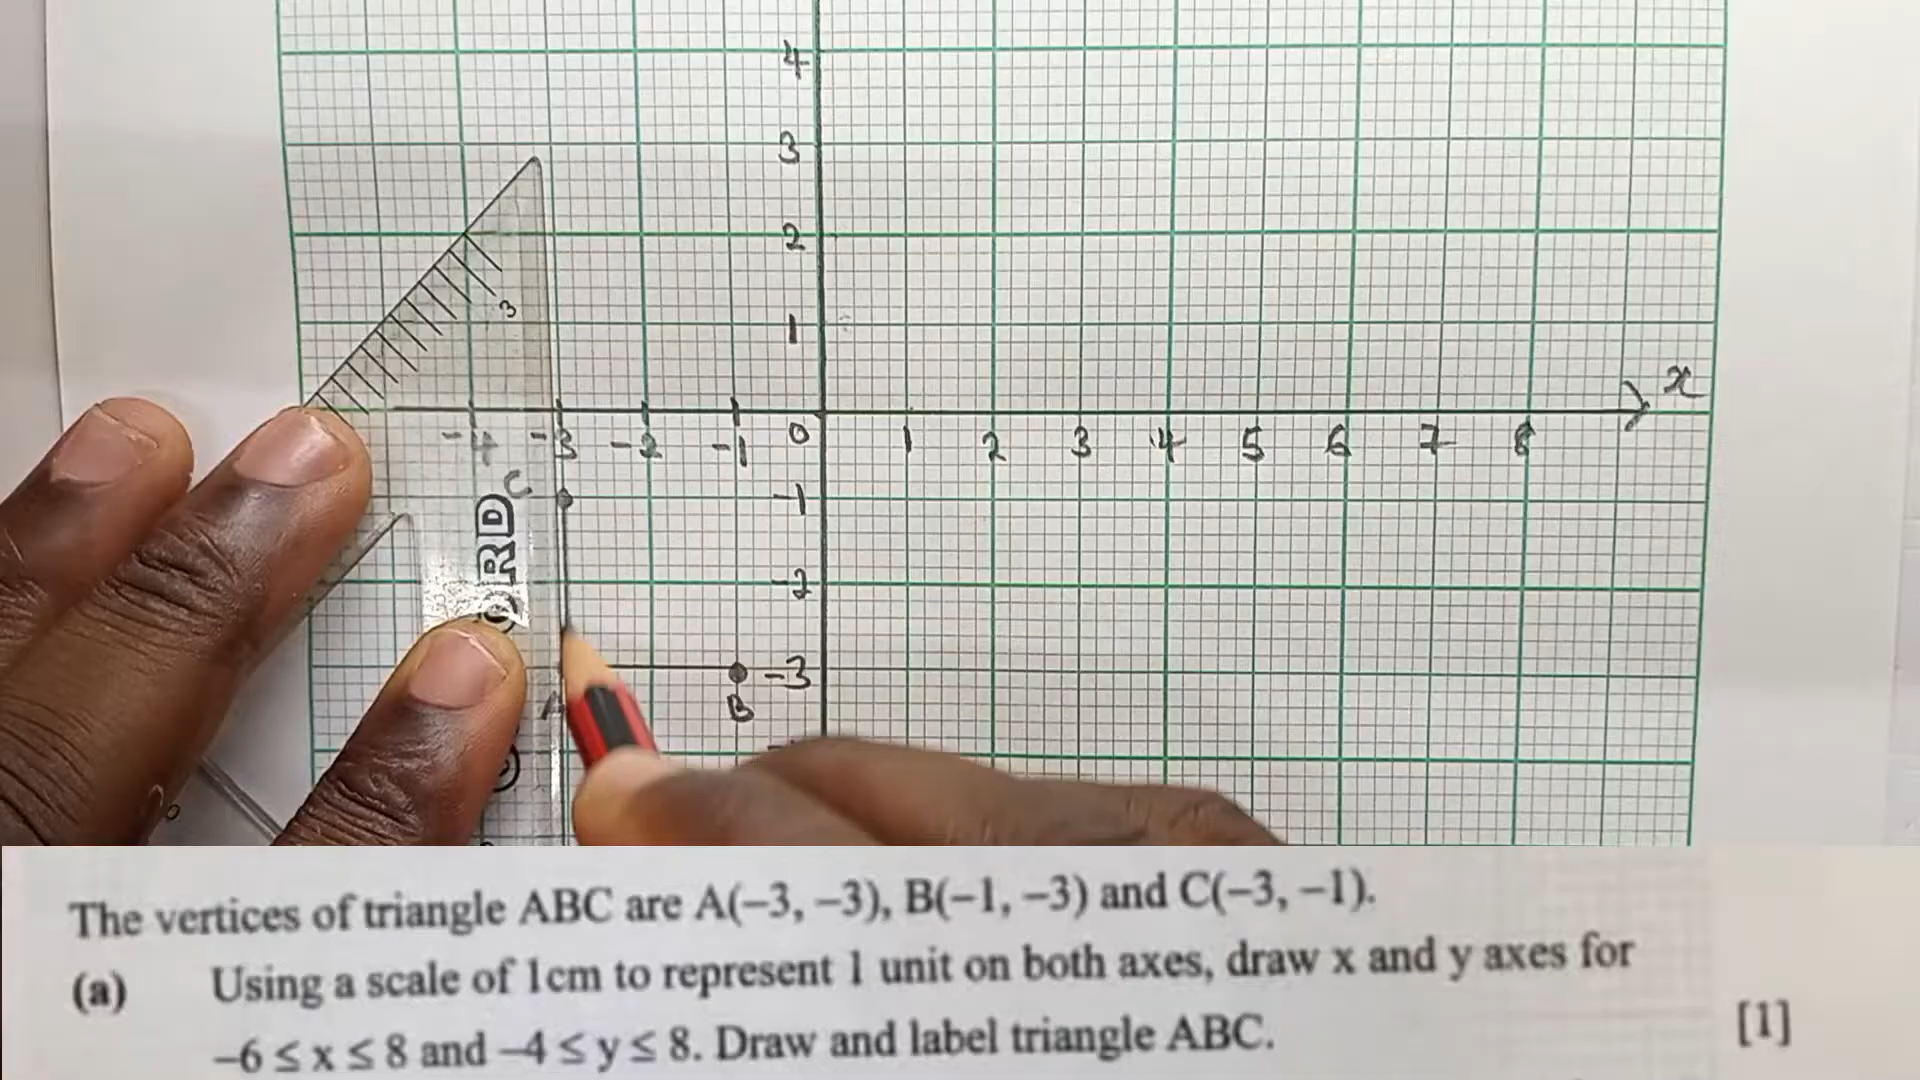 4
3
2
3
1
x
-4 -3 -2 -1 0 1 2 3 4 5 6 7 8
C
-1
ORD
-2
-3
A B
The vertices of triangle ABC are A(−3, −3), B(−1, −3) and C(−3, −1).
(a) Using a scale of 1cm to represent 1 unit on both axes, draw x and y axes for
−6 ≤ x ≤ 8 and −4 ≤ y ≤ 8. Draw and label triangle ABC. [1]